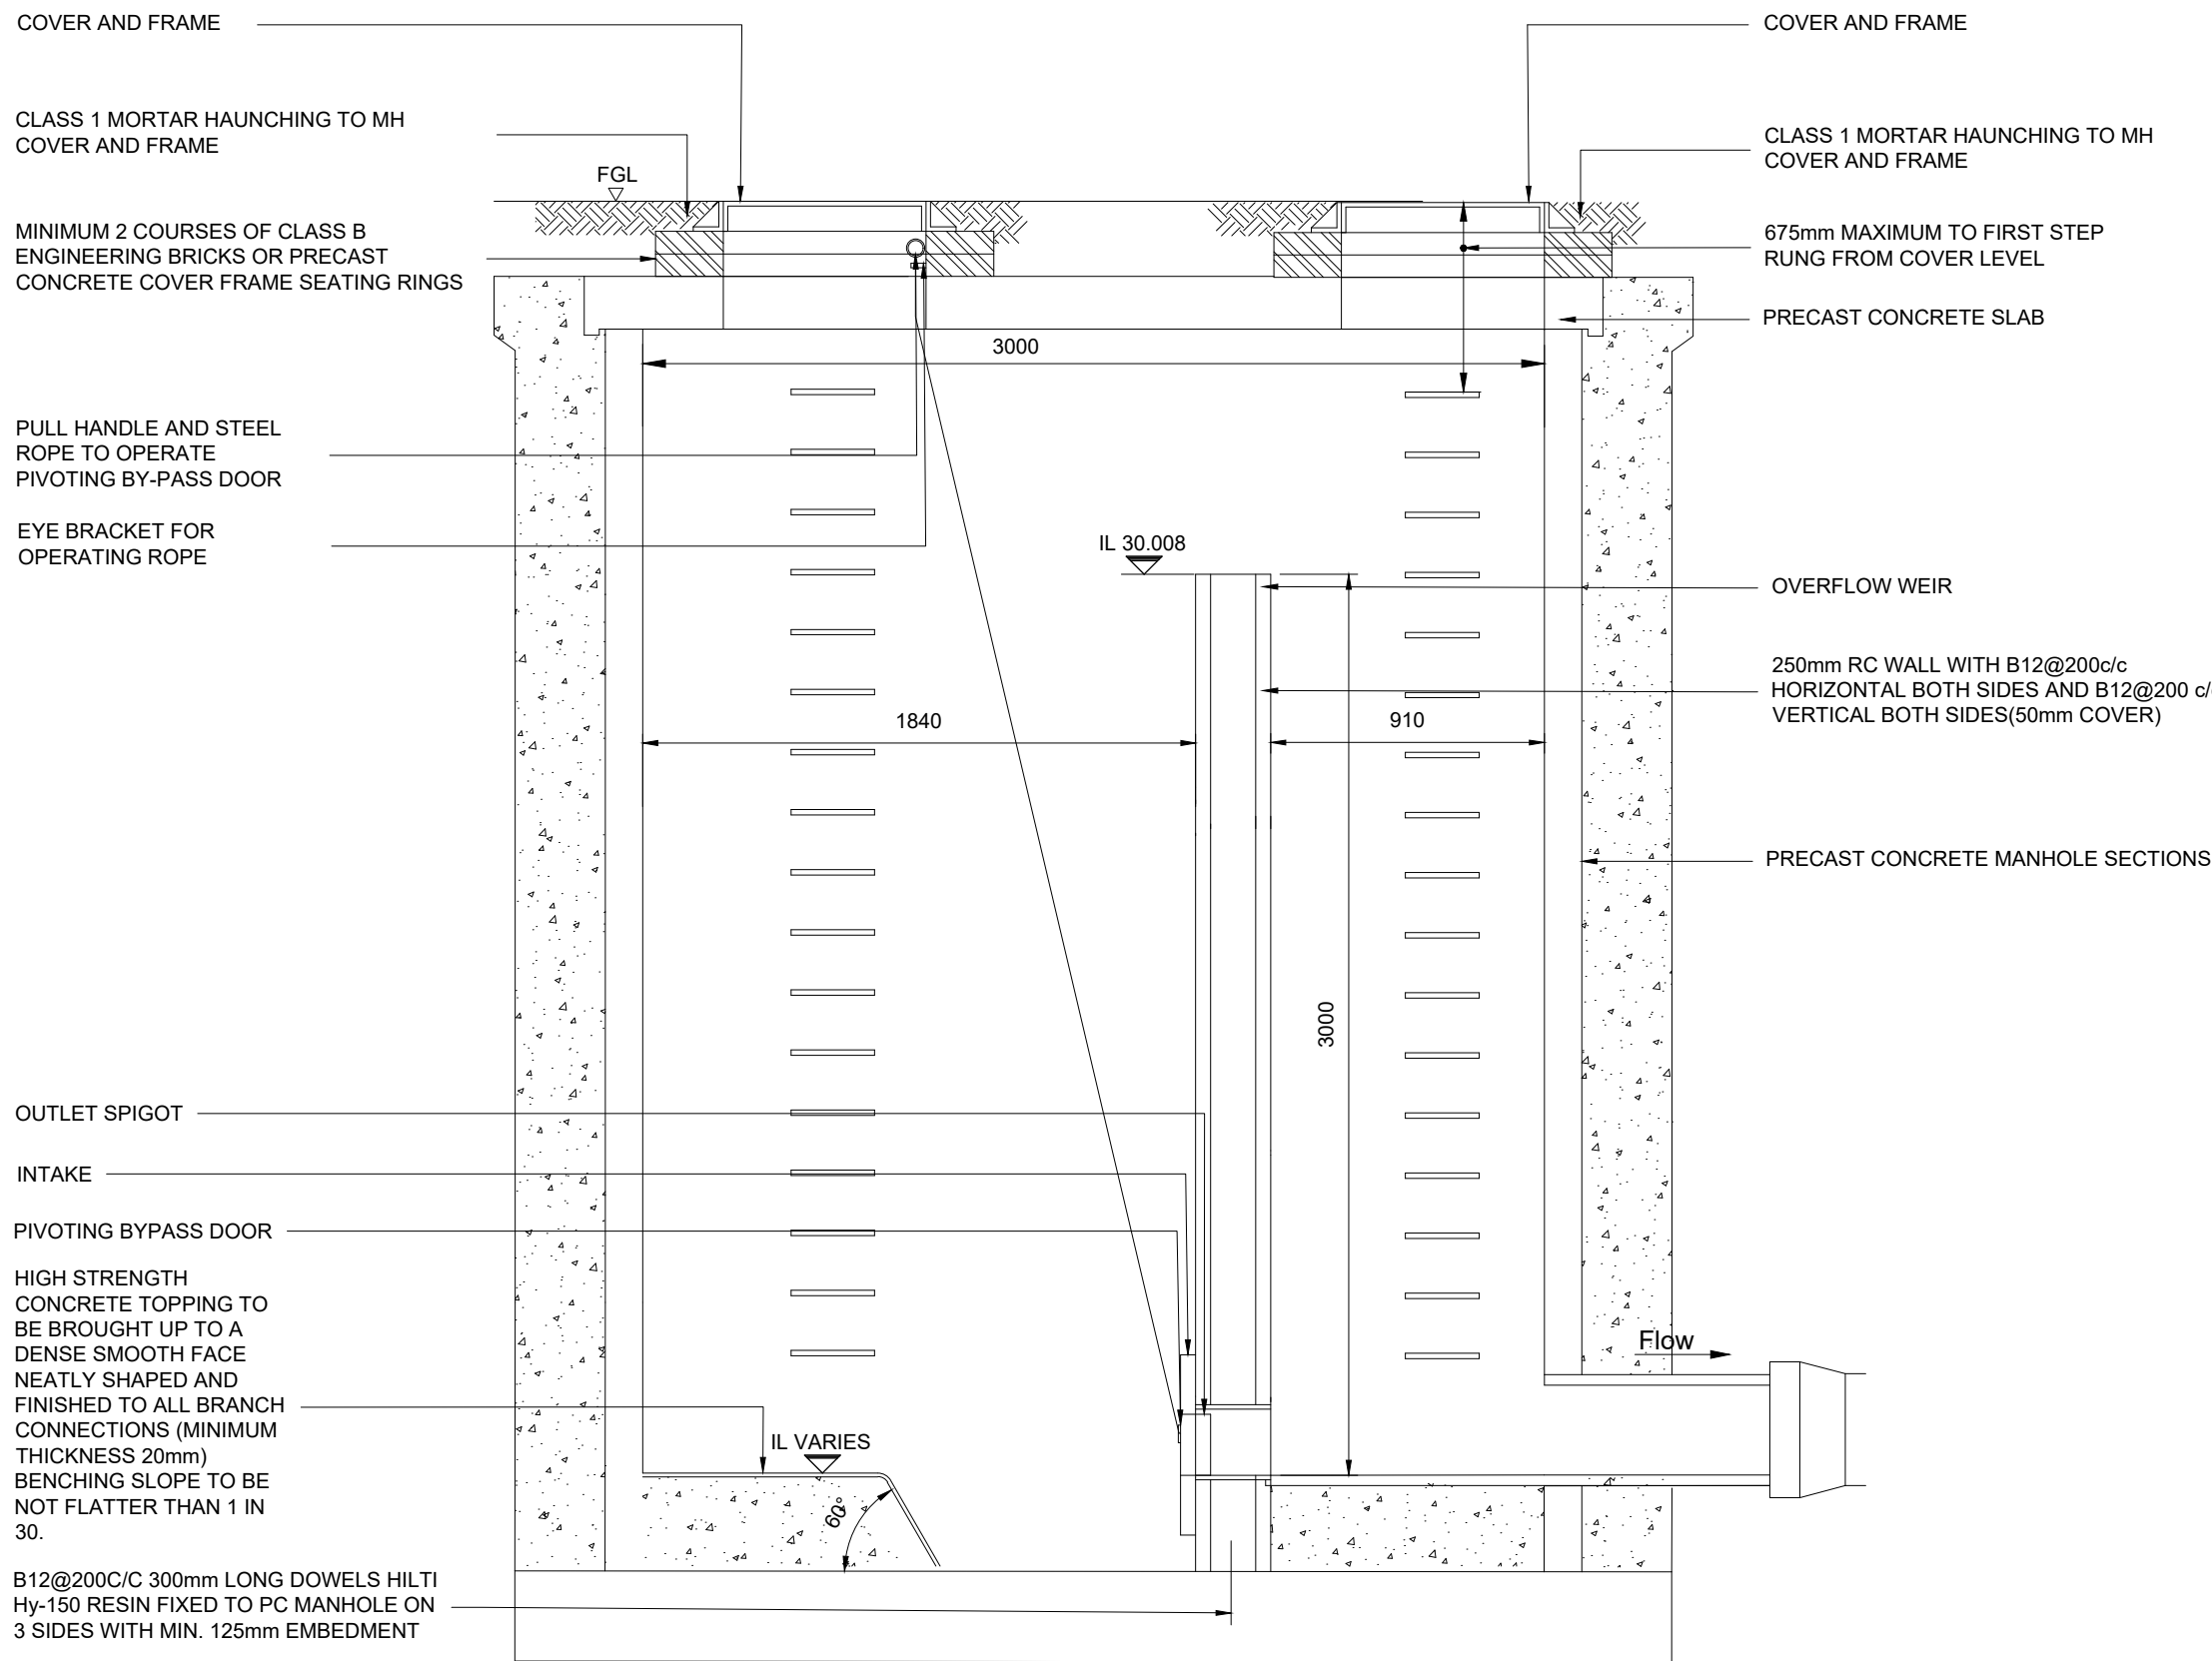 COVER AND FRAME
CLASS 1 MORTAR HAUNCHING TO MH
COVER AND FRAME
FGL
MINIMUM 2 COURSES OF CLASS B
ENGINEERING BRICKS OR PRECAST
CONCRETE COVER FRAME SEATING RINGS
PULL HANDLE AND STEEL
ROPE TO OPERATE
PIVOTING BY-PASS DOOR
EYE BRACKET FOR
OPERATING ROPE
OUTLET SPIGOT
INTAKE
PIVOTING BYPASS DOOR
HIGH STRENGTH
CONCRETE TOPPING TO
BE BROUGHT UP TO A
DENSE SMOOTH FACE
NEATLY SHAPED AND
FINISHED TO ALL BRANCH
CONNECTIONS (MINIMUM
THICKNESS 20mm)
BENCHING SLOPE TO BE
NOT FLATTER THAN 1 IN
30.
B12@200C/C 300mm LONG DOWELS HILTI
Hy-150 RESIN FIXED TO PC MANHOLE ON
3 SIDES WITH MIN. 125mm EMBEDMENT
3000
IL 30.008
1840
910
3000
IL VARIES
60°
Flow
COVER AND FRAME
CLASS 1 MORTAR HAUNCHING TO MH
COVER AND FRAME
675mm MAXIMUM TO FIRST STEP
RUNG FROM COVER LEVEL
PRECAST CONCRETE SLAB
OVERFLOW WEIR
250mm RC WALL WITH B12@200c/c
HORIZONTAL BOTH SIDES AND B12@200 c/
VERTICAL BOTH SIDES(50mm COVER)
PRECAST CONCRETE MANHOLE SECTIONS